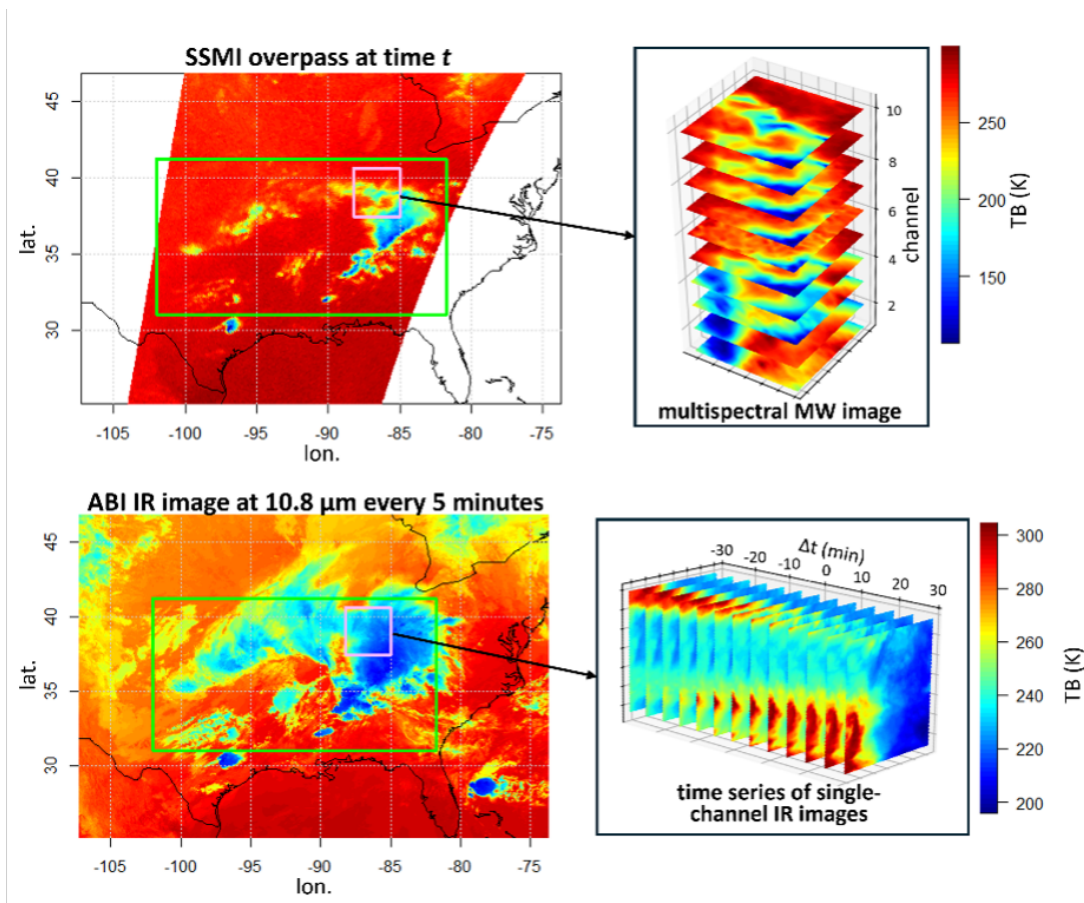 SSMI overpass at time t
45
40
35
30
lat.
-105 -100 -95 -90 -85 -80 -75
lon.
10
8
6
4
2
channel
250
200
150
TB (K)
multispectral MW image
ABI IR image at 10.8 µm every 5 minutes
45
40
35
30
lat.
-105 -100 -95 -90 -85 -80 -75
lon.
Δt (min)
-30 -20 -10 0 10 20 30
300
280
260
240
220
200
TB (K)
time series of single-
channel IR images